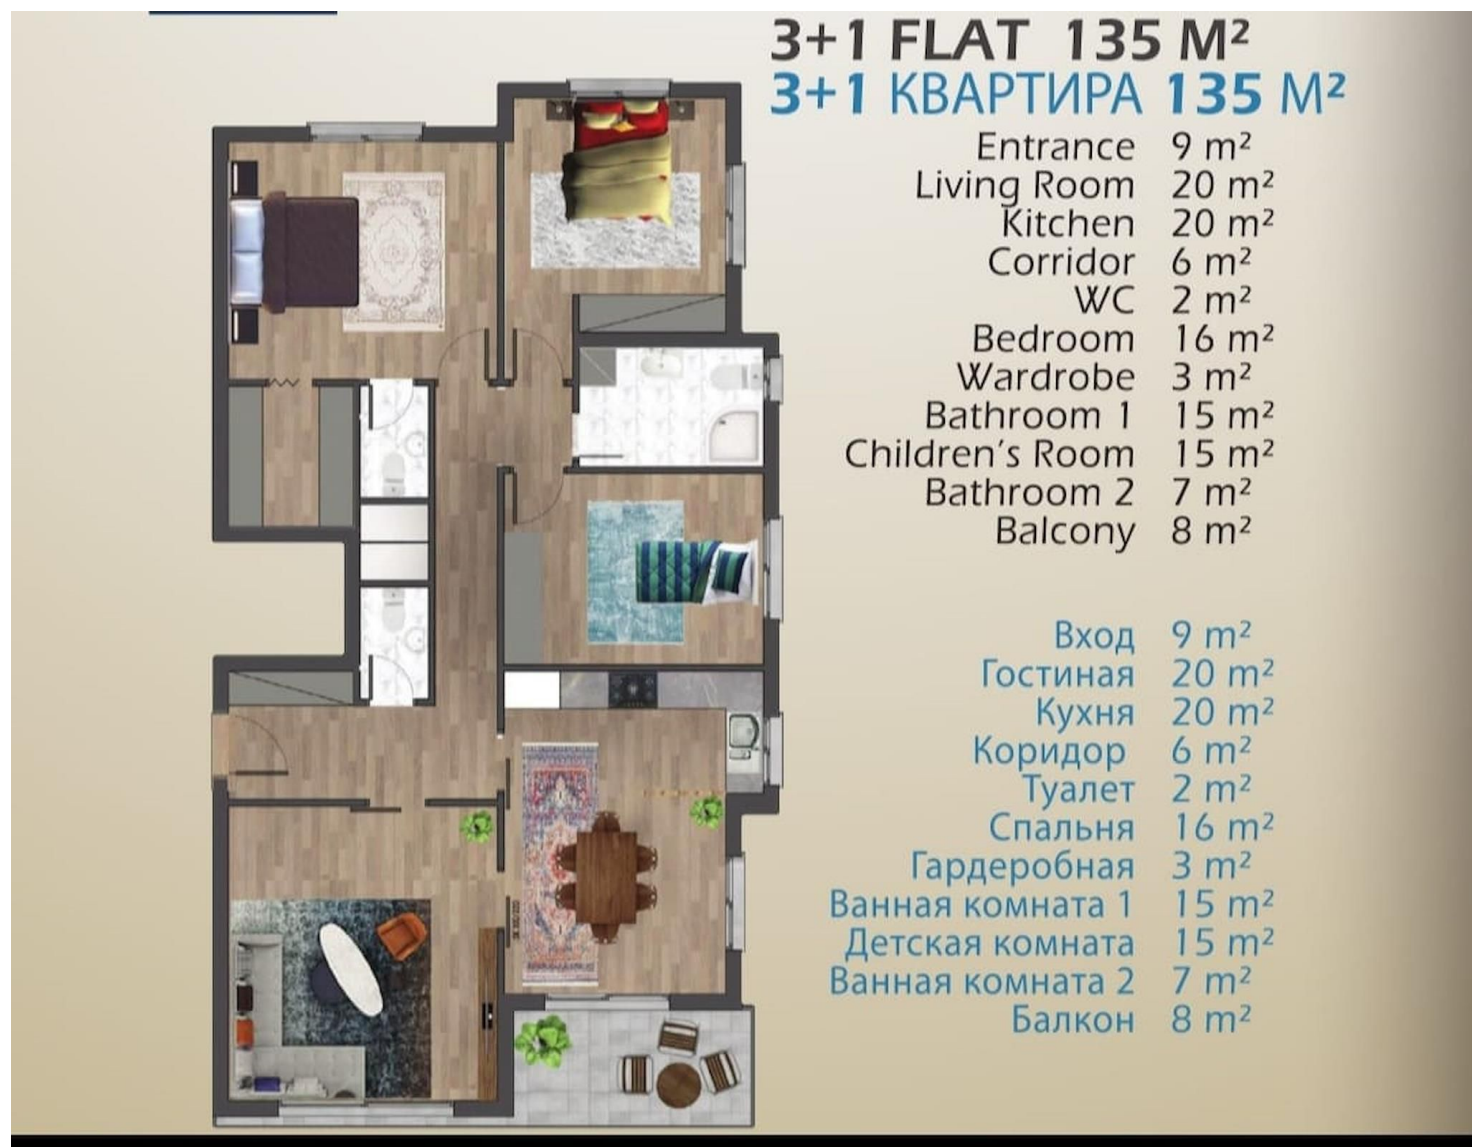 3+1 FLAT 135 M²
3+1 КВАРТИРА 135 М²
Entrance 9 m²
Living Room 20 m²
Kitchen 20 m²
Corridor 6 m²
WC 2 m²
Bedroom 16 m²
Wardrobe 3 m²
Bathroom 1 15 m²
Children's Room 15 m²
Bathroom 2 7 m²
Balcony 8 m²
Вход 9 m²
Гостиная 20 m²
Кухня 20 m²
Коридор 6 m²
Туалет 2 m²
Спальня 16 m²
Гардеробная 3 m²
Ванная комната 1 15 m²
Детская комната 15 m²
Ванная комната 2 7 m²
Балкон 8 m²